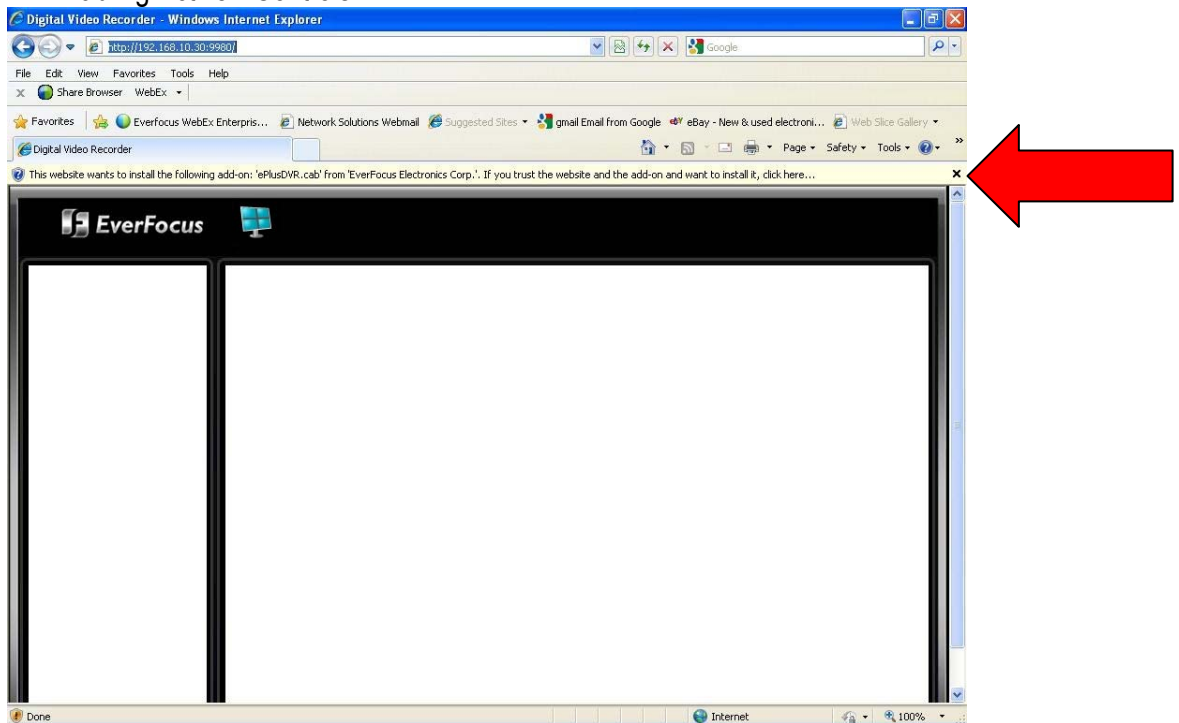 Digital Video Recorder - Windows Internet Explorer
http://192.168.10.30:9980/
Google
File Edit View Favorites Tools Help
x Share Browser WebEx
Favorites Everfocus WebEx Enterpris... Network Solutions Webmail Suggested Sites gmail Email from Google eBay - New & used electroni... Web Slice Gallery
Digital Video Recorder Page Safety Tools
This website wants to install the following add-on: 'ePlusDVR.cab' from 'EverFocus Electronics Corp.'. If you trust the website and the add-on and want to install it, click here...
EverFocus
Done Internet 100%